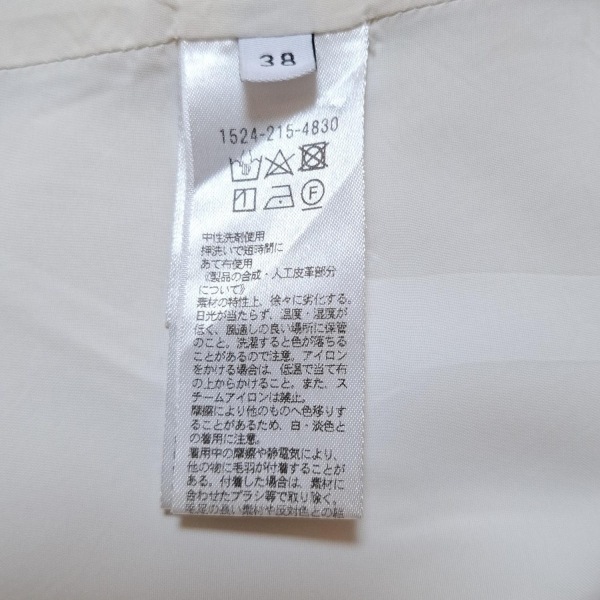 38
1524-215-4830
F
中性洗剤使用
押洗いで短時間に
あて布使用
《製品の合成・人工皮革部分
について》
素材の特性上、徐々に劣化する。
日光が当たらず、温度・湿度が
低く、風通しの良い場所に保管
のこと。洗濯すると色が落ちる
ことがあるので注意。アイロン
をかける場合は、低温で当て布
の上からかけること。また、ス
チームアイロンは禁止。
摩擦により他のものへ色移りす
ることがあるため、白・淡色と
の着用に注意。
着用中の摩擦や静電気により、
他の物に毛羽が付着することが
ある。付着した場合は、素材に
合わせたブラシ等で取り除く。
の良い素材や反対色との